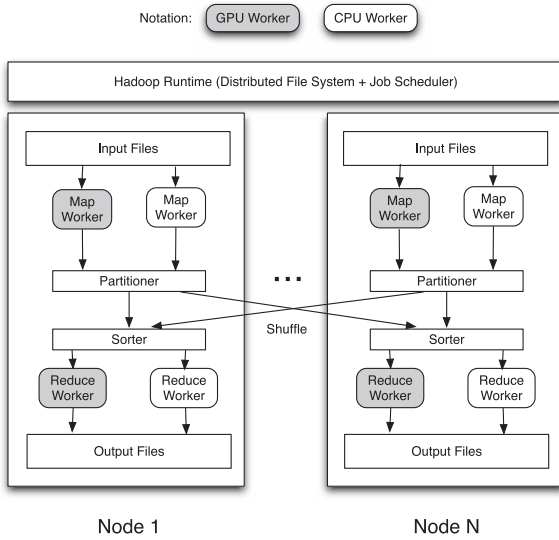 Notation:
GPU Worker
CPU Worker
Hadoop Runtime (Distributed File System + Job Scheduler)
Input Files
Map
Worker
Map
Worker
Partitioner
Sorter
Reduce
Worker
Reduce
Worker
Output Files
Node 1
...
Shuffle
Input Files
Map
Worker
Map
Worker
Partitioner
Sorter
Reduce
Worker
Reduce
Worker
Output Files
Node N